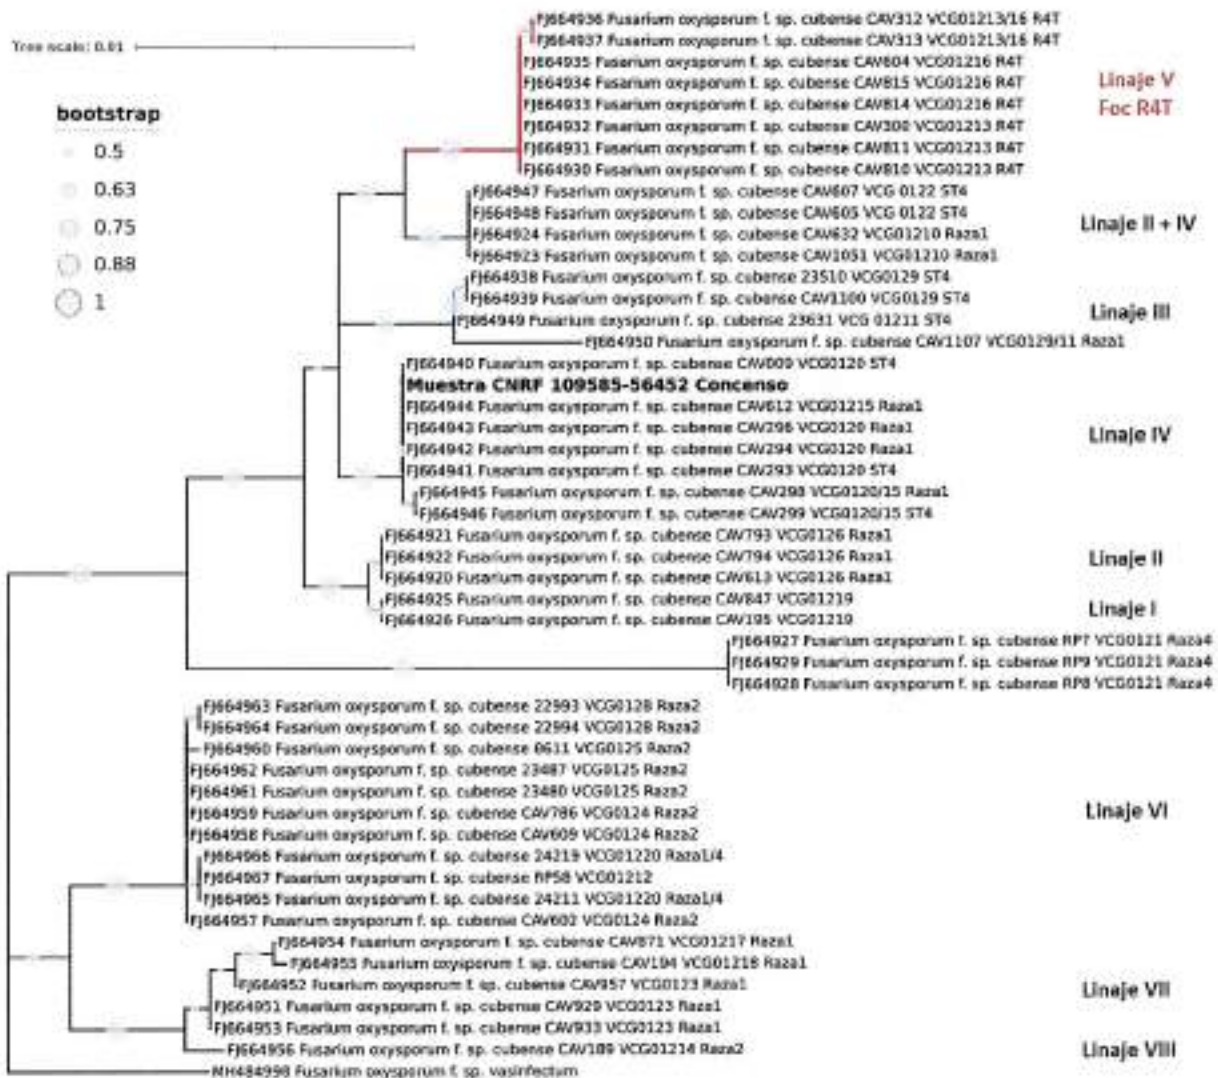 FJ664936 Fusarium oxysporum f. sp. cubense CAV312 VCG01213/16 R4T
Tree scale: 0.01
FJ664937 Fusarium oxysporum f. sp. cubense CAV313 VCG01213/16 R4T
FJ664935 Fusarium oxysporum f. sp. cubense CAV604 VCG01216 R4T
FJ664934 Fusarium oxysporum f. sp. cubense CAV815 VCG01216 R4T
Linaje V
FJ664933 Fusarium oxysporum f. sp. cubense CAV814 VCG01216 R4T
Foc R4T
bootstrap
FJ664932 Fusarium oxysporum f. sp. cubense CAV300 VCG01213 R4T
0.5
FJ664931 Fusarium oxysporum f. sp. cubense CAV811 VCG01213 R4T
FJ664930 Fusarium oxysporum f. sp. cubense CAV810 VCG01213 R4T
0.63
FJ664947 Fusarium oxysporum f. sp. cubense CAV607 VCG 0122 ST4
FJ664948 Fusarium oxysporum f. sp. cubense CAV605 VCG 0122 ST4
0.75
Linaje II + IV
FJ664924 Fusarium oxysporum f. sp. cubense CAV632 VCG01210 Raza1
FJ664923 Fusarium oxysporum f. sp. cubense CAV1051 VCG01210 Raza1
0.88
FJ664938 Fusarium oxysporum f. sp. cubense 23510 VCG0129 ST4
FJ664939 Fusarium oxysporum f. sp. cubense CAV1100 VCG0129 ST4
1
Linaje III
FJ664949 Fusarium oxysporum f. sp. cubense 23631 VCG 01211 ST4
FJ664950 Fusarium oxysporum f. sp. cubense CAV1107 VCG0129/11 Raza1
FJ664940 Fusarium oxysporum f. sp. cubense VCG0120 ST4
Muestra CNRF 109585-56452 Concenso
FJ664944 Fusarium oxysporum f. sp. cubense CAV612 VCG01215 Raza1
FJ664943 Fusarium oxysporum f. sp. cubense CAV296 VCG0120 Raza1
Linaje IV
FJ664942 Fusarium oxysporum f. sp. cubense CAV294 VCG0120 Raza1
FJ664941 Fusarium oxysporum f. sp. cubense CAV293 VCG0120 ST4
FJ664945 Fusarium oxysporum f. sp. cubense CAV298 VCG0120/15 Raza1
FJ664946 Fusarium oxysporum f. sp. cubense CAV299 VCG0120/15 ST4
FJ664921 Fusarium oxysporum f. sp. cubense CAV793 VCG0126 Raza1
FJ664922 Fusarium oxysporum f. sp. cubense CAV794 VCG0126 Raza1
Linaje II
FJ664920 Fusarium oxysporum f. sp. cubense CAV613 VCG0126 Raza1
FJ664925 Fusarium oxysporum f. sp. cubense CAV847 VCG01219
Linaje I
FJ664926 Fusarium oxysporum f. sp. cubense CAV195 VCG01219
FJ664927 Fusarium oxysporum f. sp. cubense RP7 VCG0121 Raza4
FJ664929 Fusarium oxysporum f. sp. cubense RP9 VCG0121 Raza4
FJ664928 Fusarium oxysporum f. sp. cubense RP8 VCG0121 Raza4
FJ664963 Fusarium oxysporum f. sp. cubense 22993 VCG0128 Raza2
FJ664964 Fusarium oxysporum f. sp. cubense 22994 VCG0128 Raza2
FJ664960 Fusarium oxysporum f. sp. cubense 8611 VCG0125 Raza2
FJ664962 Fusarium oxysporum f. sp. cubense 23487 VCG0125 Raza2
FJ664961 Fusarium oxysporum f. sp. cubense 23480 VCG0125 Raza2
FJ664959 Fusarium oxysporum f. sp. cubense CAV786 VCG0124 Raza2
Linaje VI
FJ664958 Fusarium oxysporum f. sp. cubense CAV609 VCG0124 Raza2
FJ664966 Fusarium oxysporum f. sp. cubense 24219 VCG01220 Raza1/4
FJ664967 Fusarium oxysporum f. sp. cubense RP58 VCG01212
FJ664965 Fusarium oxysporum f. sp. cubense 24211 VCG01220 Raza1/4
FJ664957 Fusarium oxysporum f. sp. cubense CAV602 VCG0124 Raza2
FJ664954 Fusarium oxysporum f. sp. cubense CAV871 VCG01217 Raza1
FJ664955 Fusarium oxysporum f. sp. cubense CAV194 VCG01218 Raza1
FJ664952 Fusarium oxysporum f. sp. cubense CAV957 VCG0123 Raza1
Linaje VII
FJ664951 Fusarium oxysporum f. sp. cubense CAV929 VCG0123 Raza1
FJ664953 Fusarium oxysporum f. sp. cubense CAV933 VCG0123 Raza1
FJ664956 Fusarium oxysporum f. sp. cubense CAV189 VCG01214 Raza2
Linaje VIII
MH484998 Fusarium oxysporum f. sp. vasinfectum